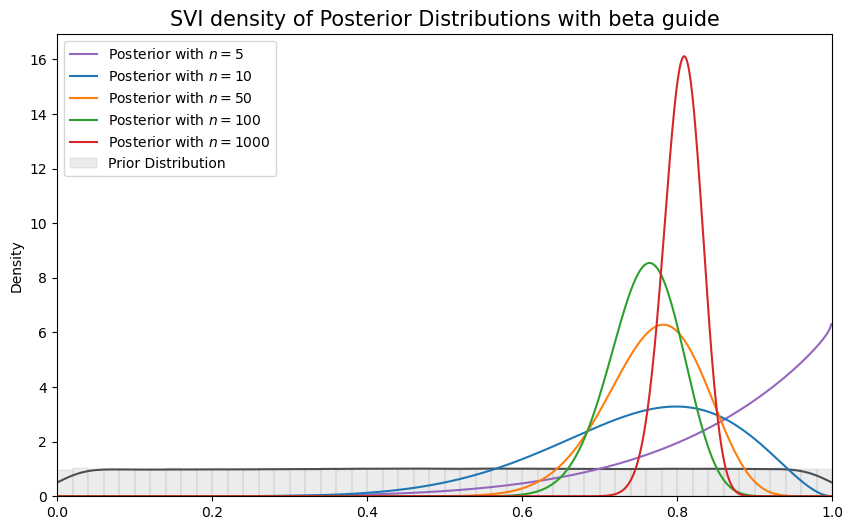 SVI density of Posterior Distributions with beta guide
Posterior with n = 5
Posterior with n = 10
Posterior with n = 50
Posterior with n = 100
Posterior with n = 1000
Prior Distribution
Density
16
14
12
10
8
6
4
2
0
0.0 0.2 0.4 0.6 0.8 1.0